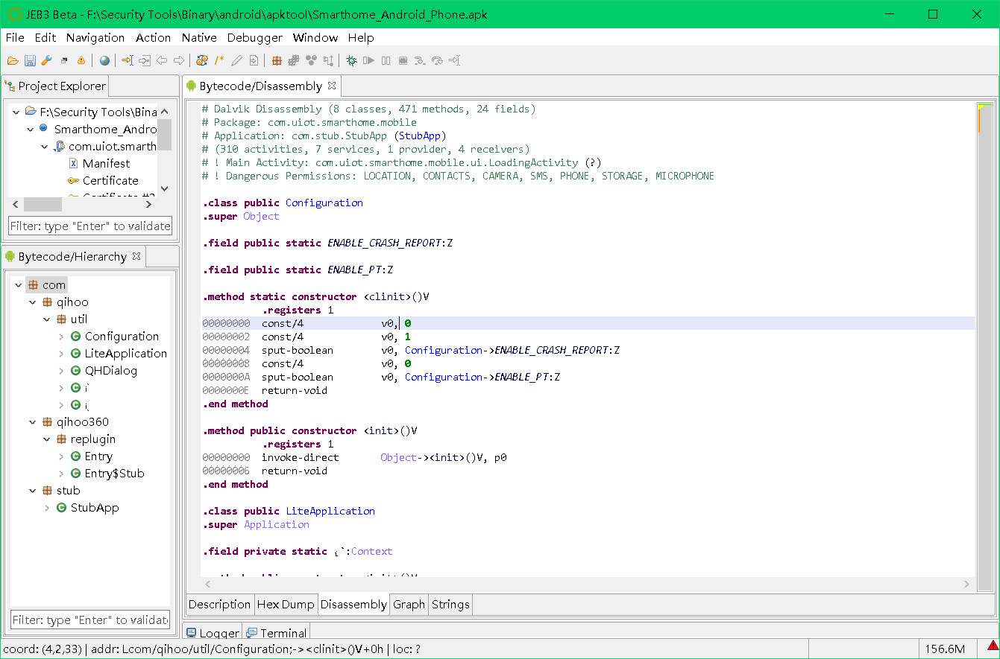 JEB3 Beta - F:\Security Tools\Binary\android\apktool\Smarthome_Android_Phone.apk
File Edit Navigation Action Native Debugger Window Help
Project Explorer
F:\Security Tools\Bina
Smarthome_Andro
com.uiot.smarth
Manifest
Certificate
Certificate #2
Filter: type "Enter" to validate
Bytecode/Hierarchy
com
qihoo
util
Configuration
LiteApplication
QHDialog
qihoo360
replugin
Entry
Entry$Stub
stub
StubApp
Filter: type "Enter" to validat
Bytecode/Disassembly
# Dalvik Disassembly (8 classes, 471 methods, 24 fields)
# Package: com.uiot.smarthome.mobile
# Application: com.stub.StubApp (StubApp)
# (310 activities, 7 services, 1 provider, 4 receivers)
# ! Main Activity: com.uiot.smarthome.mobile.ui.LoadingActivity (?)
# ! Dangerous Permissions: LOCATION, CONTACTS, CAMERA, SMS, PHONE, STORAGE, MICROPHONE
.class public Configuration
.super Object
.field public static ENABLE_CRASH_REPORT:Z
.field public static ENABLE_PT:Z
.method static constructor <clinit>()V
.registers 1
00000000 const/4 v0, 0
00000002 const/4 v0, 1
00000004 sput-boolean v0, Configuration->ENABLE_CRASH_REPORT:Z
00000008 const/4 v0, 0
0000000A sput-boolean v0, Configuration->ENABLE_PT:Z
0000000E return-void
.end method
.method public constructor <init>()V
.registers 1
00000000 invoke-direct Object-><init>()V, p0
00000006 return-void
.end method
.class public LiteApplication
.super Application
.field private static :Context
Description Hex Dump Disassembly Graph Strings
Logger Terminal
coord: (4,2,33) | addr: Lcom/qihoo/util/Configuration;-><clinit>()V+0h | loc: ? 156.6M